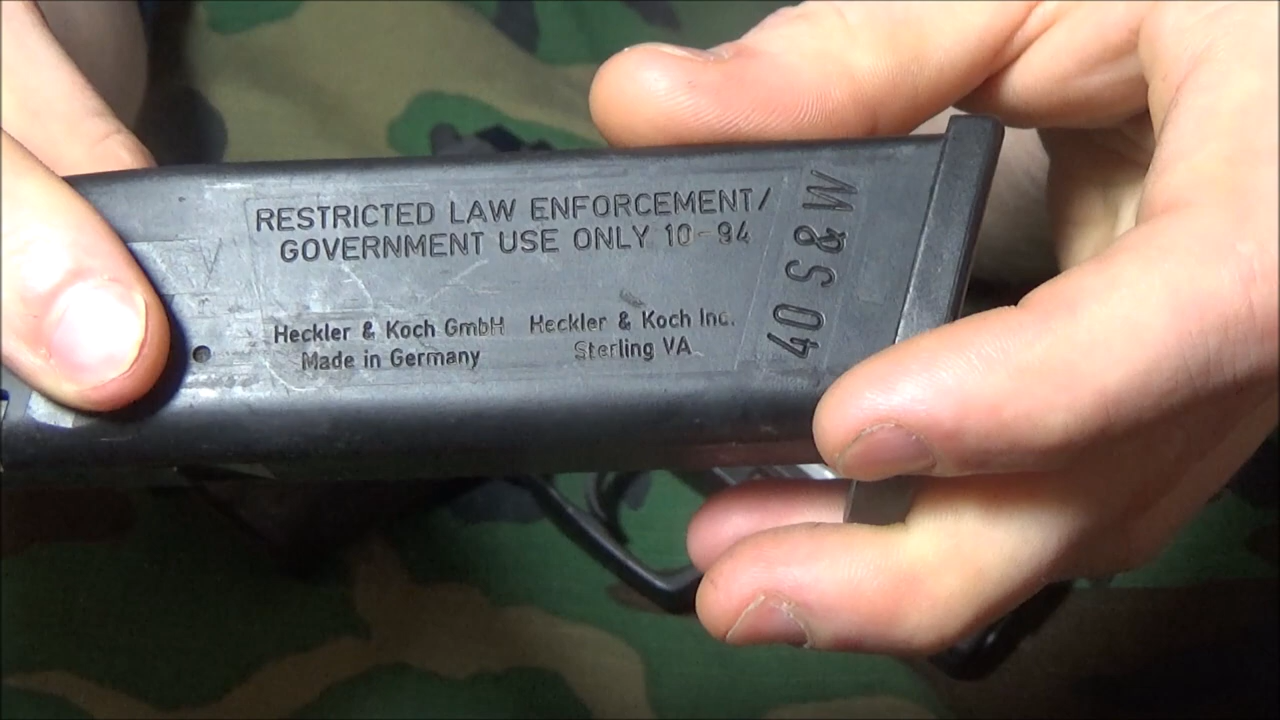 RESTRICTED LAW ENFORCEMENT/
GOVERNMENT USE ONLY 10-94
Heckler & Koch GmbH
Made in Germany
Heckler & Koch Inc.
Sterling VA
40 S&W